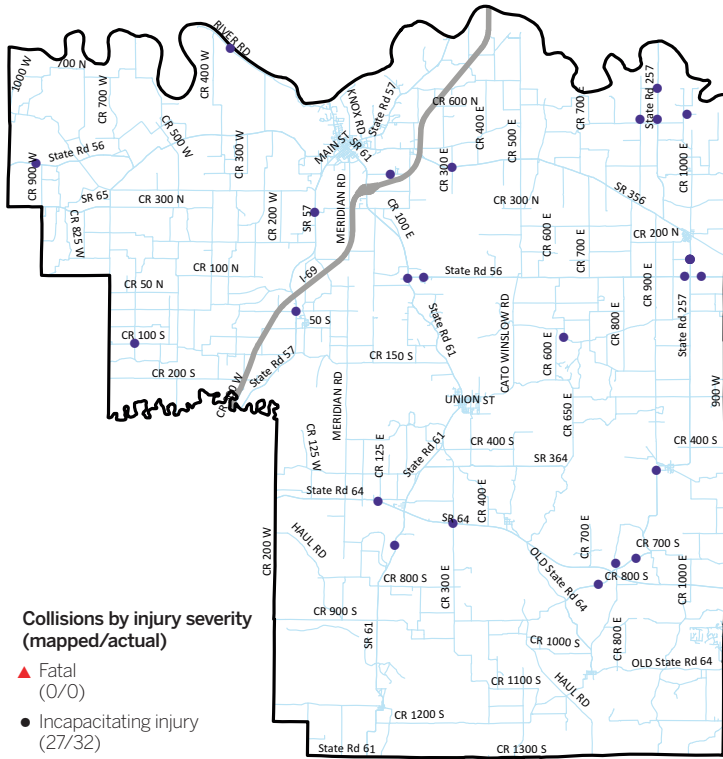 RIVER RD
700 N
1000 W
CR 400 W
CR 700 W
CR 500 W
CR 300 W
KNOX RD
State Rd 57
CR 600 N
CR 400 E
CR 500 E
CR 700 E
State Rd 257
CR 1000 E
State Rd 56
CR 900 W
MAIN ST
SR 61
CR 300 E
SR 65
CR 300 N
CR 200 W
SR 57
MERIDIAN RD
CR 100 E
CR 300 N
SR 356
CR 825 W
CR 600 E
CR 700 E
CR 200 N
CR 100 N
I-69
State Rd 56
CR 900 E
CR 50 N
CR 100 S
50 S
State Rd 61
CATO WINSLOW RD
CR 600 E
CR 800 E
State Rd 257
CR 200 S
State Rd 57
CR 150 S
MERIDIAN RD
UNION ST
CR 650 E
900 W
CR 125 W
CR 125 E
State Rd 61
CR 400 S
CR 400 S
SR 364
State Rd 64
CR 400 E
SR 64
HAUL RD
CR 200 W
CR 700 E
CR 700 S
OLD State Rd 64
CR 800 S
CR 300 E
CR 800 S
CR 1000 E
CR 900 S
SR 61
CR 1000 S
CR 800 E
OLD State Rd 64
CR 1100 S
HAUL RD
CR 1200 S
State Rd 61
CR 1300 S
Collisions by injury severity
(mapped/actual)
Fatal
(0/0)
Incapacitating injury
(27/32)